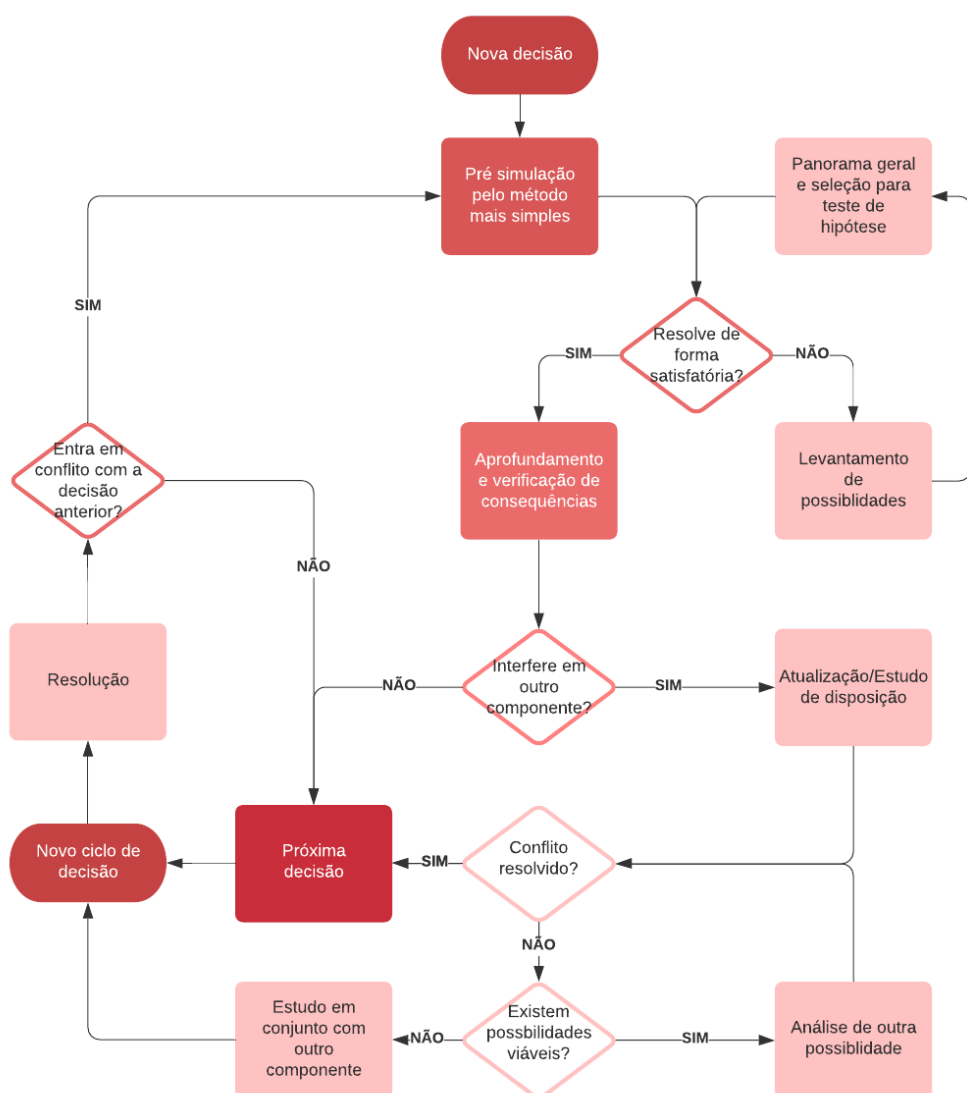 Nova decisão
Pré simulação
pelo método
mais simples
Panorama geral
e seleção para
teste de
hipótese
SIM
Resolve de
forma
satisfatória?
SIM
NÃO
Entra em
conflito com a
decisão
anterior?
Aprofundamento
e verificação de
consequências
Levantamento
de
possiblidades
NÃO
Resolução
Interfere em
outro
componente?
NÃO
SIM
Atualização/Estudo
de disposição
Novo ciclo de
decisão
Próxima
decisão
SIM
Conflito
resolvido?
NÃO
Estudo em
conjunto com
outro
componente
NÃO
Existem
possbilidades
viáveis?
SIM
Análise de outra
possiblidade